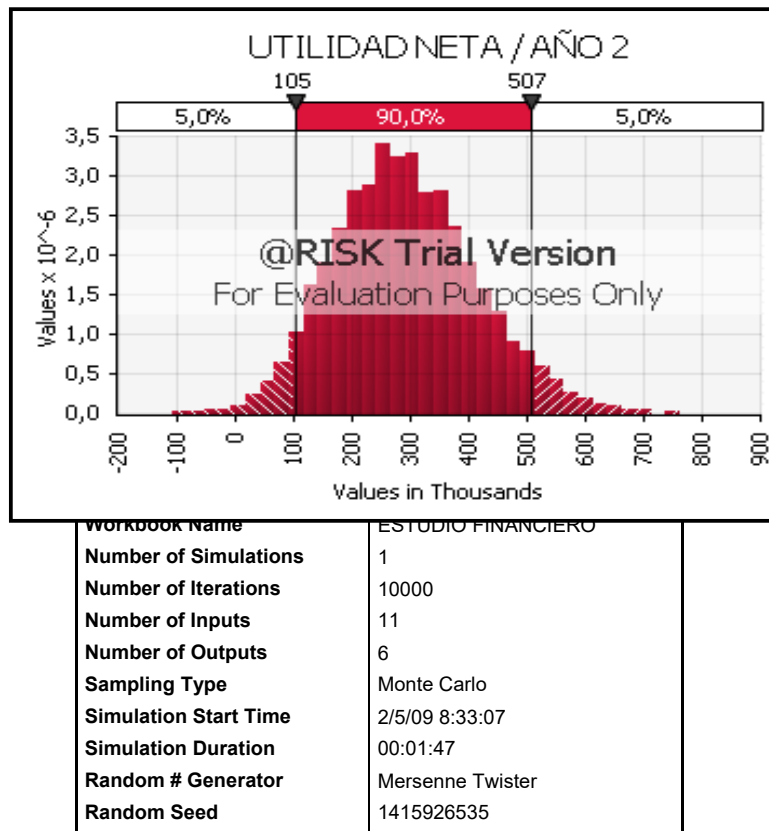 UTILIDAD NETA / AÑO 2
105 507
5,0% 90,0% 5,0%
3,5
3,0
2,5
2,0
1,5
1,0
0,5
0,0
Values x 10^-6
@RISK Trial Version
For Evaluation Purposes Only
-200 -100 0 100 200 300 400 500 600 700 800 900
Values in Thousands
Workbook Name ESTUDIO FINANCIERO
Number of Simulations 1
Number of Iterations 10000
Number of Inputs 11
Number of Outputs 6
Sampling Type Monte Carlo
Simulation Start Time 2/5/09 8:33:07
Simulation Duration 00:01:47
Random # Generator Mersenne Twister
Random Seed 1415926535